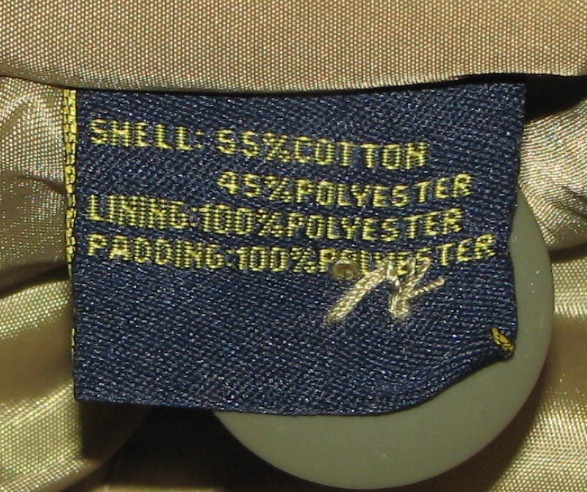 SHELL: 55%COTTON
45%POLYESTER
LINING:100%POLYESTER
PADDING:100%POLYESTER